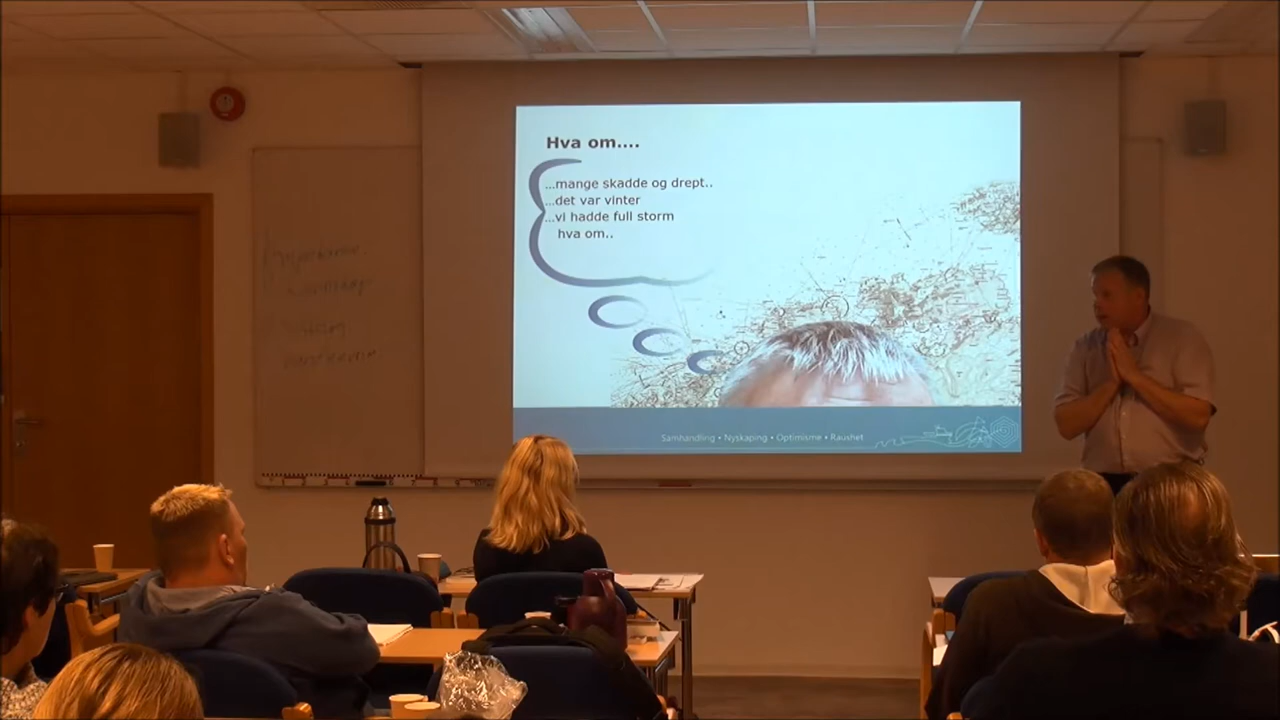 Hva om....
...mange skadde og drept..
...det var vinter
...vi hadde full storm
hva om..
Samhandling • Nyskaping • Optimisme • Raushet